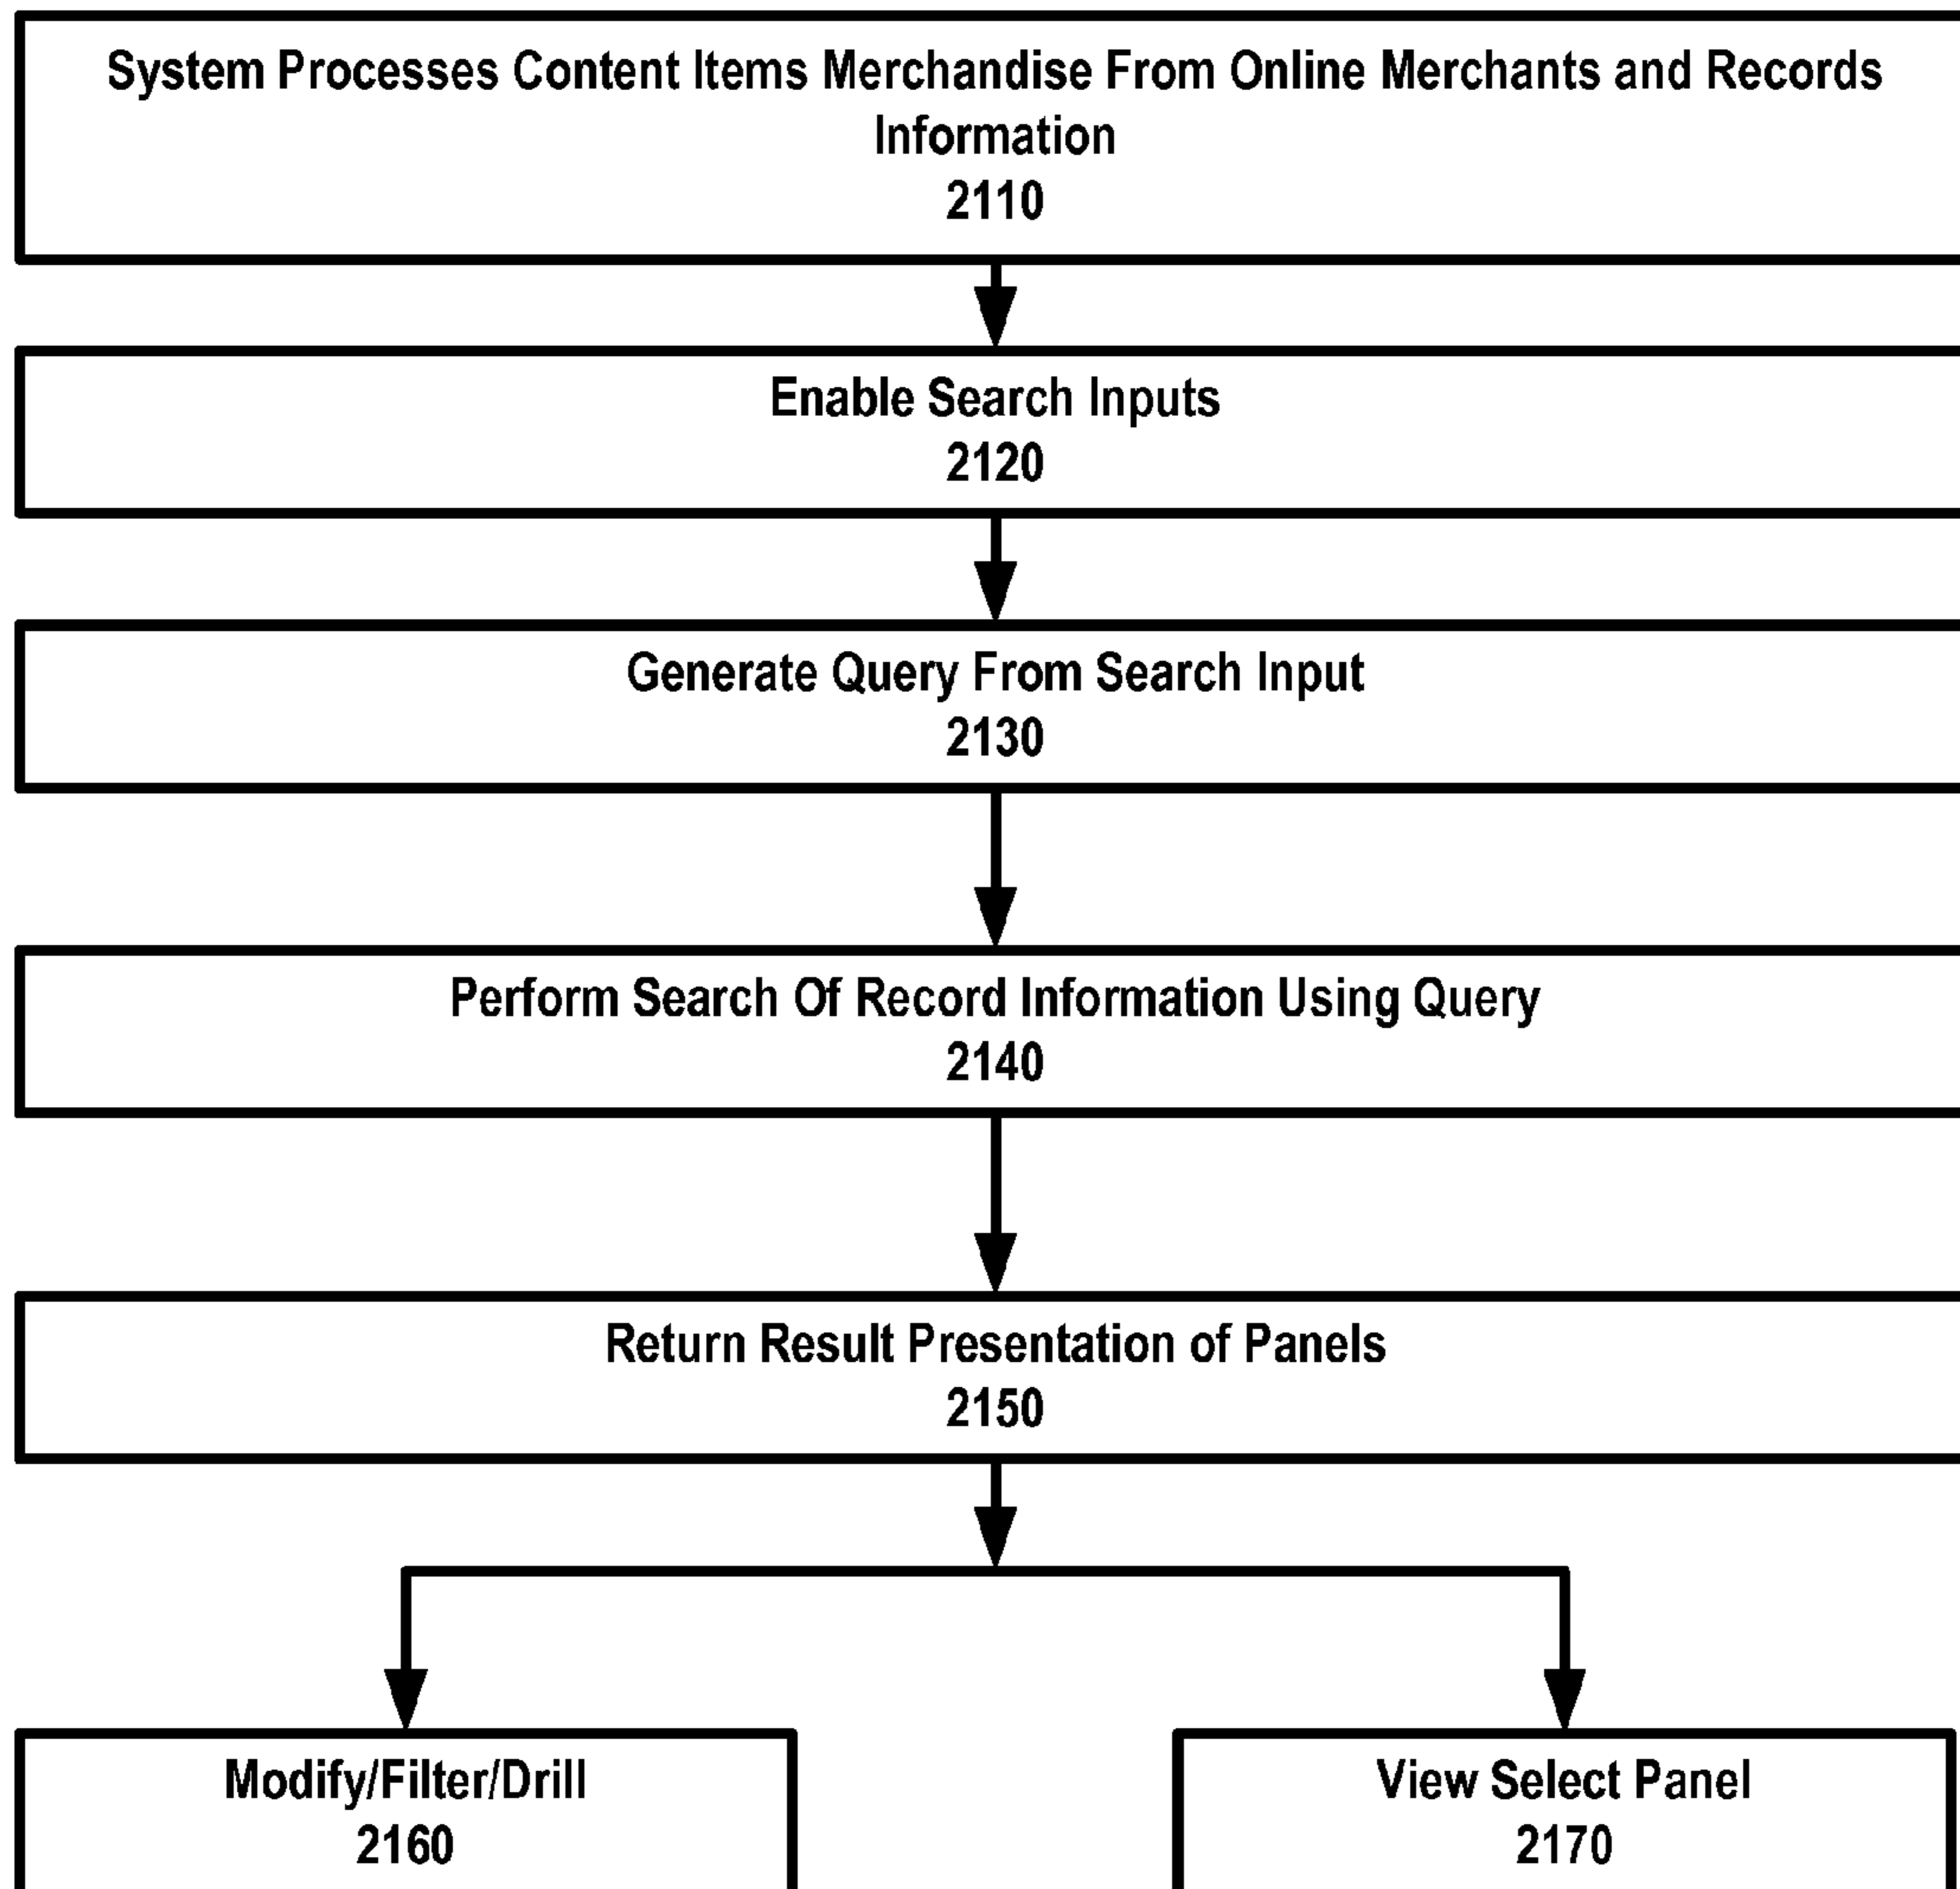 System Processes Content Items Merchandise From Online Merchants and Records
Information
2110
Enable Search Inputs
2120
Generate Query From Search Input
2130
Perform Search Of Record Information Using Query
2140
Return Result Presentation of Panels
2150
Modify/Filter/Drill
2160
View Select Panel
2170